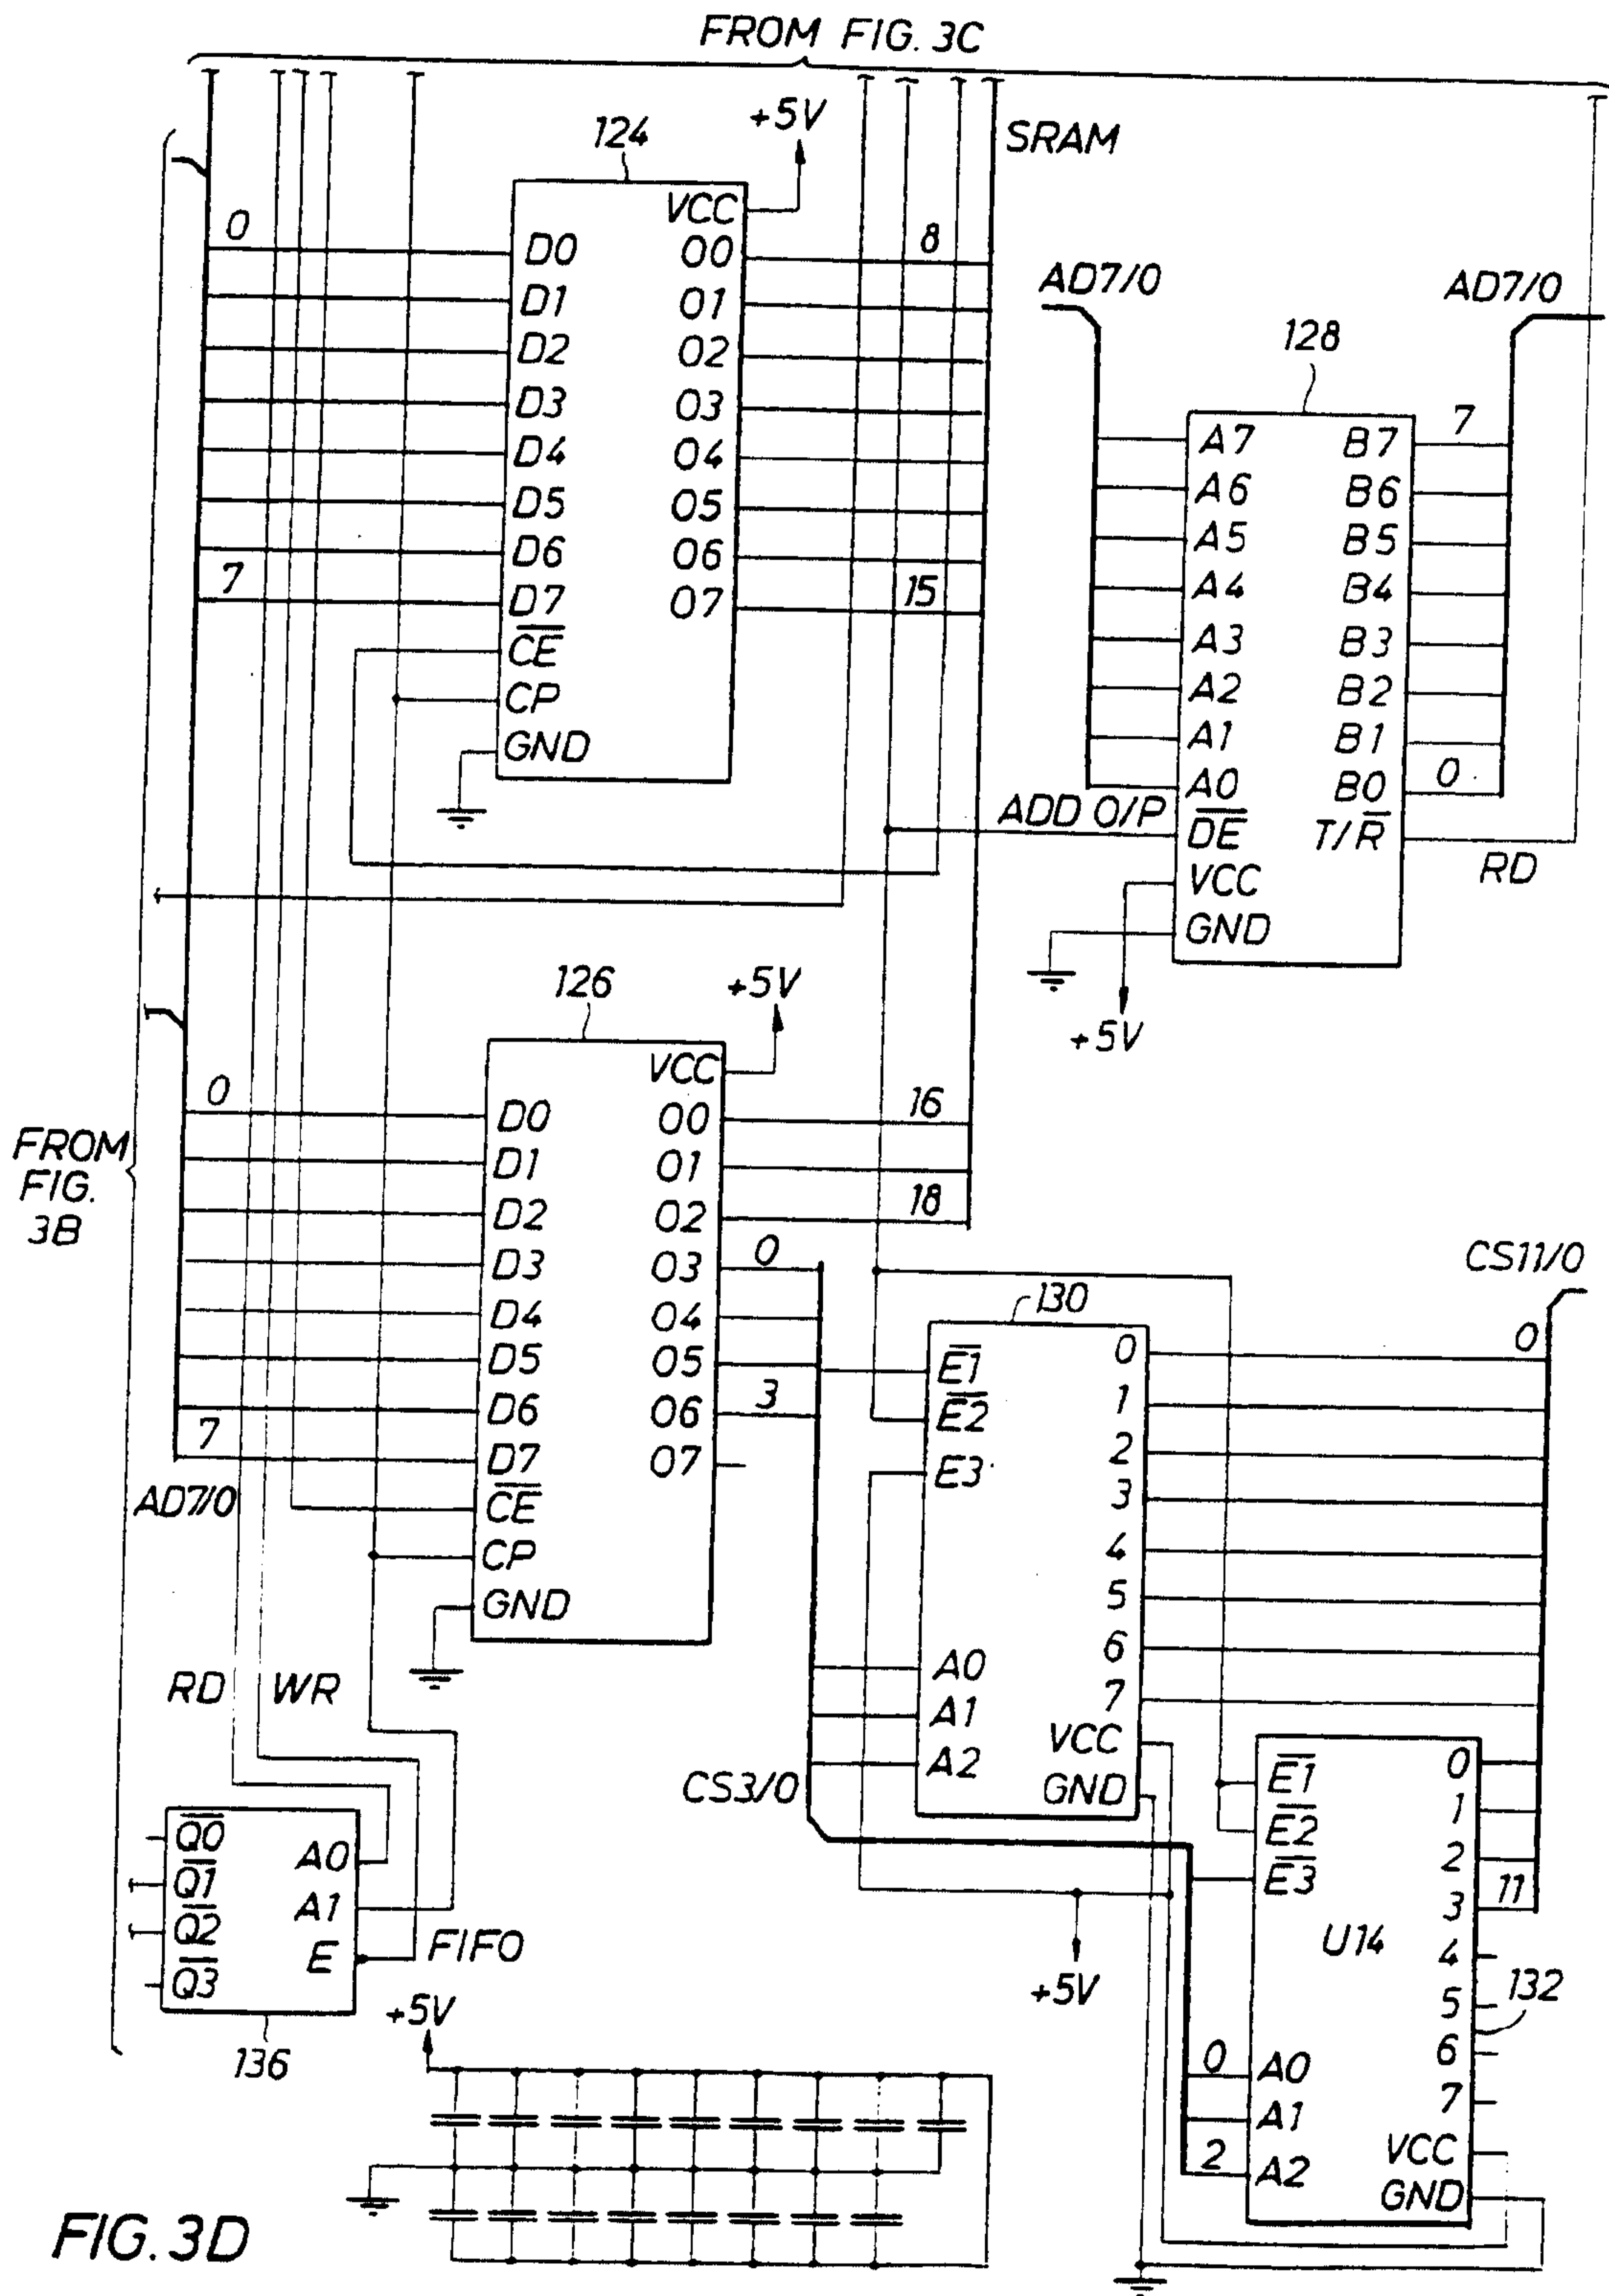 FROM FIG. 3C
124
+5V
SRAM
VCC
0
D0
O0
8
D1
O1
D2
O2
D3
O3
D4
O4
D5
O5
D6
O6
7
D7
O7
15
CE
CP
GND
AD7/0
AD7/0
128
A7
B7
7
A6
B6
A5
B5
A4
B4
A3
B3
A2
B2
A1
B1
A0
B0
0
ADD O/P
DE
T/R
RD
VCC
GND
+5V
126
+5V
VCC
FROM
FIG.
3B
0
D0
O0
16
D1
O1
D2
O2
18
D3
O3
0
D4
O4
D5
O5
D6
O6
3
7
D7
O7
AD7/0
CE
CP
GND
CS11/0
130
E1
0
0
E2
1
E3
2
3
4
5
6
A0
7
A1
VCC
A2
GND
CS3/0
RD
WR
Q0
A0
Q1
A1
Q2
E
FIFO
Q3
136
+5V
E1
0
E2
1
E3
2
3
11
U14
4
5
132
6
0
A0
7
A1
2
A2
VCC
GND
+5V
FIG. 3D